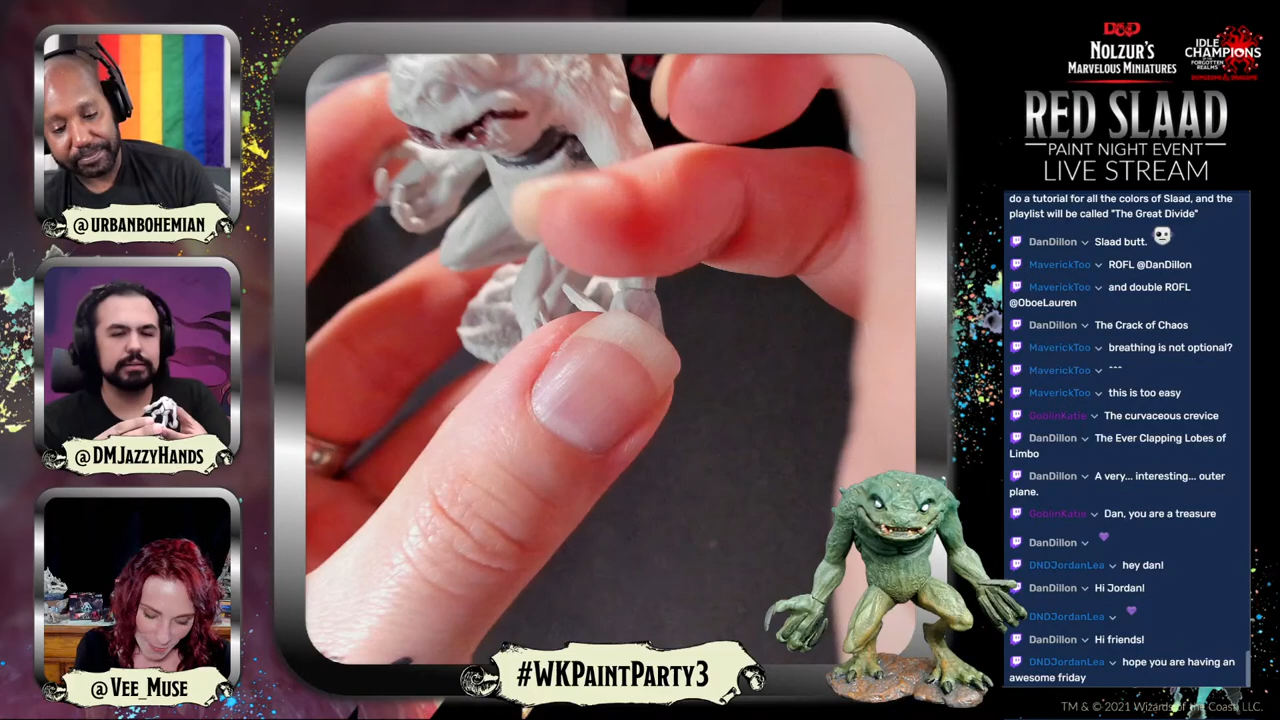 @URBANBOHEMIAN
@DMJAZZYHANDS
@VEE_MUSE
#WKPAINTPARTY3
D&D
NOLZUR'S
MARVELOUS MINIATURES
IDLE
CHAMPIONS
OF THE
FORGOTTEN REALMS
DUNGEONS & DRAGONS
RED SLAAD
PAINT NIGHT EVENT
LIVE STREAM
do a tutorial for all the colors of Slaad, and the
playlist will be called "The Great Divide"
DanDillon Slaad butt.
MaverickToo ROFL @DanDillon
MaverickToo and double ROFL
@OboeLauren
DanDillon The Crack of Chaos
MaverickToo breathing is not optional?
MaverickToo ^^^
MaverickToo this is too easy
GoblinKatie The curvaceous crevice
DanDillon The Ever Clapping Lobes of
Limbo
DanDillon A very... interesting... outer
plane.
GoblinKatie Dan, you are a treasure
DanDillon
DNDJordanLea hey dan!
DanDillon Hi Jordan!
DNDJordanLea
DanDillon Hi friends!
DNDJordanLea hope you are having an
awesome friday
TM & © 2021 Wizards of the Coast LLC.